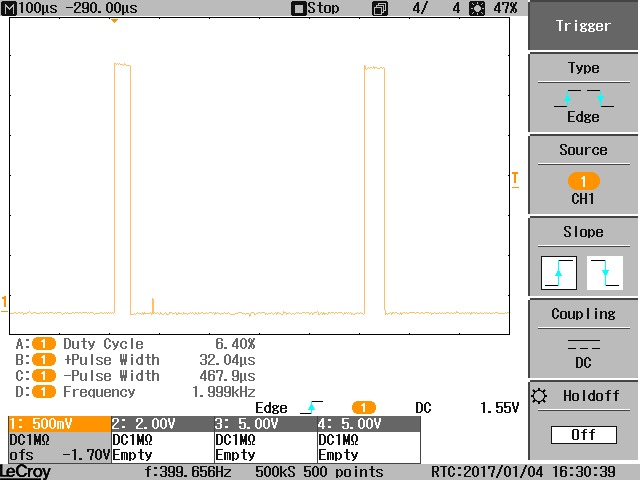 M 100µs -290.00µs Stop 4/ 4 47%
Trigger
Type
Edge
Source
1
CH1
Slope
Coupling
DC
Holdoff
Off
T
1
A: 1 Duty Cycle 6.40%
B: 1 +Pulse Width 32.04µs
C: 1 -Pulse Width 467.9µs
D: 1 Frequency 1.999kHz
Edge 1 DC 1.55V
1: 500mV 2: 2.00V 3: 5.00V 4: 5.00V
DC1MΩ DC1MΩ DC1MΩ DC1MΩ
ofs -1.70V Empty Empty Empty
LeCroy f:399.656Hz 500kS 500 points RTC:2017/01/04 16:30:39